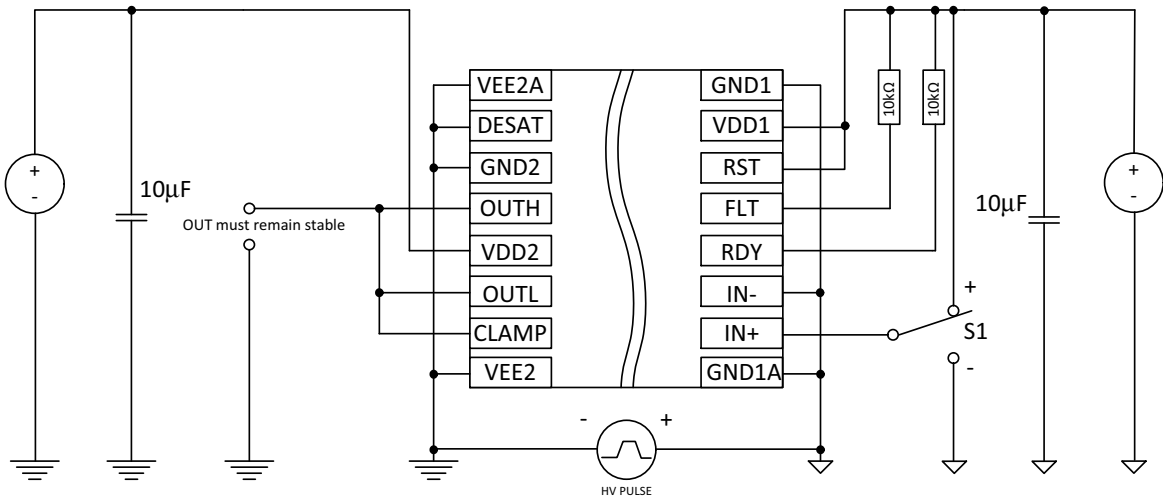 +
-
10μF
OUT must remain stable
VEE2A
DESAT
GND2
OUTH
VDD2
OUTL
CLAMP
VEE2
GND1
VDD1
RST
FLT
RDY
IN-
IN+
GND1A
-
+
HV PULSE
10kΩ
10kΩ
10μF
+
S1
-
+
-